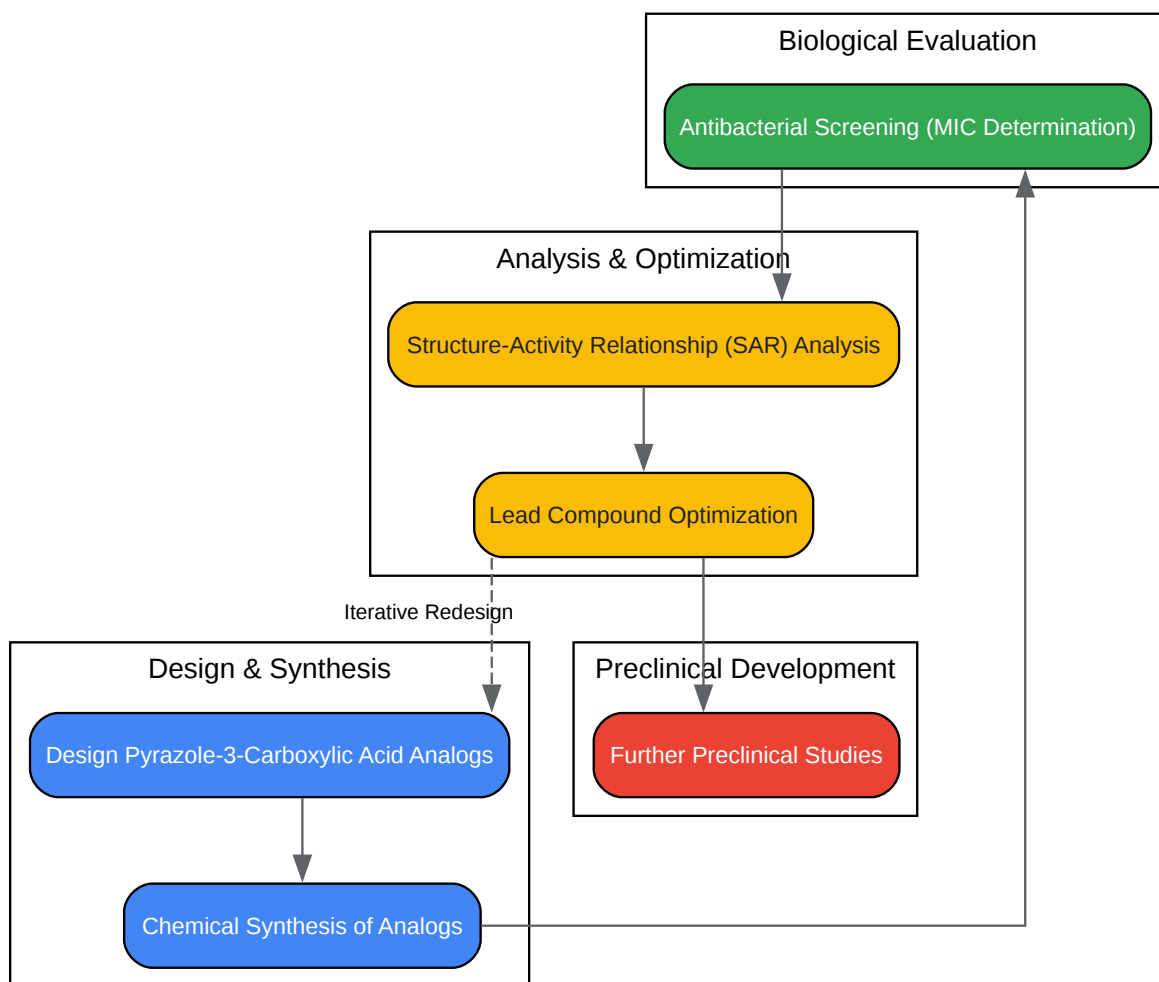 Biological Evaluation
Antibacterial Screening (MIC Determination)
Analysis & Optimization
Structure-Activity Relationship (SAR) Analysis
Lead Compound Optimization
Iterative Redesign
Design & Synthesis
Preclinical Development
Design Pyrazole-3-Carboxylic Acid Analogs
Further Preclinical Studies
Chemical Synthesis of Analogs